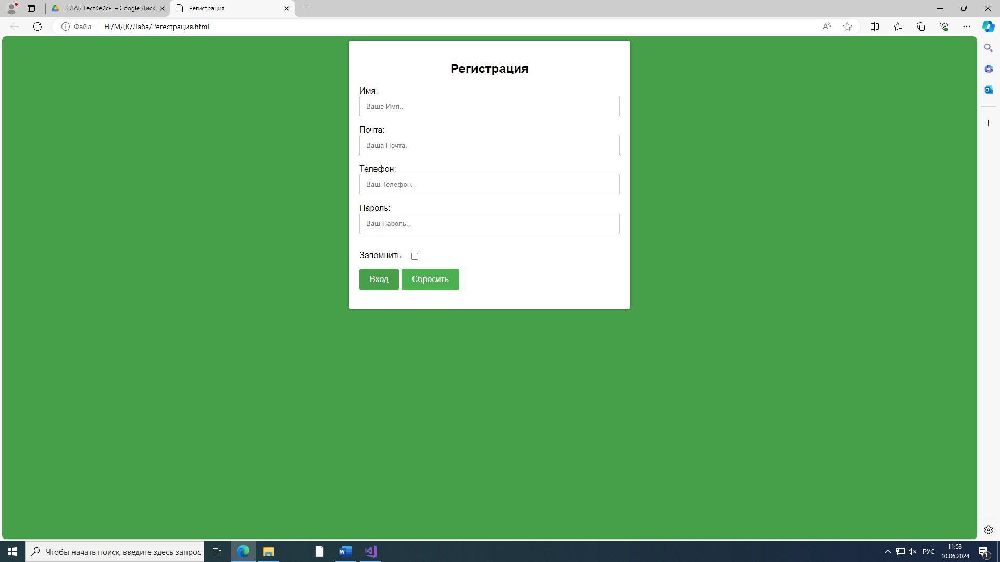 3 ЛАБ ТестКейсы – Google Диск
Регистрация
Файл
H:/МДК/Лаба/Регестрация.html
Регистрация
Имя:
Ваше Имя..
Почта:
Ваша Почта..
Телефон:
Ваш Телефон..
Пароль:
Ваш Пароль..
Запомнить
Вход
Сбросить
Чтобы начать поиск, введите здесь запрос
РУС
11:53
10.06.2024
1